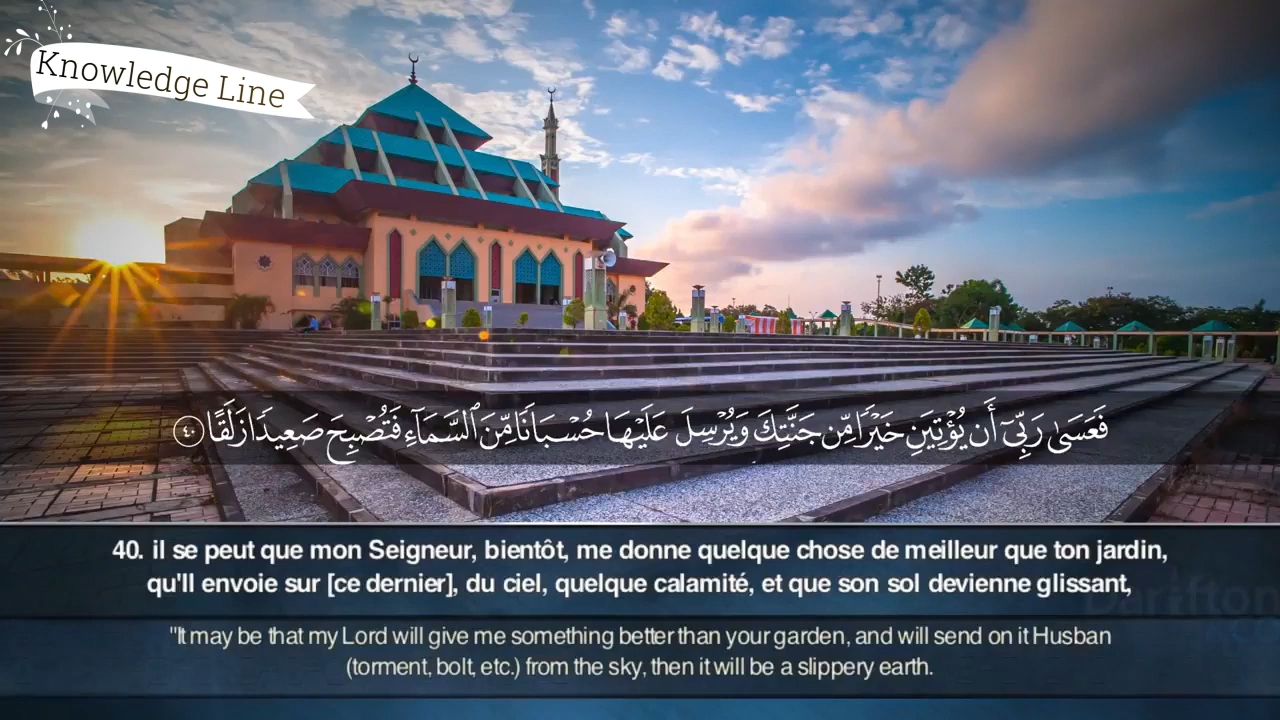 Knowledge Line
فَعَسَىٰ رَبِّىٓ أَن يُؤْتِيَنِ خَيْرًا مِّن جَنَّتِكَ وَيُرْسِلَ عَلَيْهَا حُسْبَانًا مِّنَ ٱلسَّمَآءِ فَتُصْبِحَ صَعِيدًا زَلَقًا ٤٠
40. il se peut que mon Seigneur, bientôt, me donne quelque chose de meilleur que ton jardin,
qu'Il envoie sur [ce dernier], du ciel, quelque calamité, et que son sol devienne glissant,
"It may be that my Lord will give me something better than your garden, and will send on it Husban
(torment, bolt, etc.) from the sky, then it will be a slippery earth.